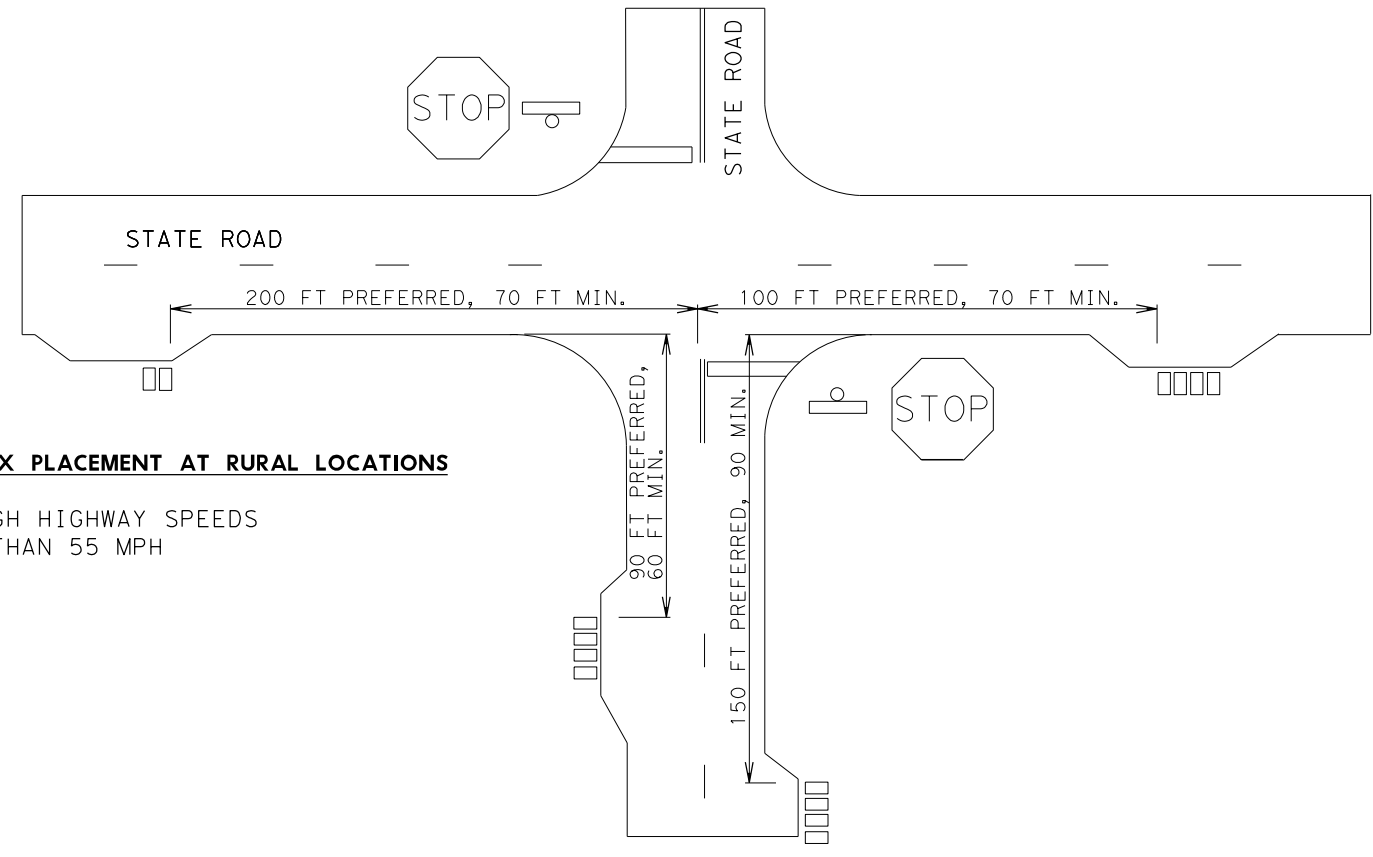 STATE ROAD
STOP
STATE ROAD
200 FT PREFERRED, 70 FT MIN.
100 FT PREFERRED, 70 FT MIN.
90 FT PREFERRED,
60 FT MIN.
150 FT PREFERRED, 90 MIN.
STOP
X PLACEMENT AT RURAL LOCATIONS
GH HIGHWAY SPEEDS
THAN 55 MPH